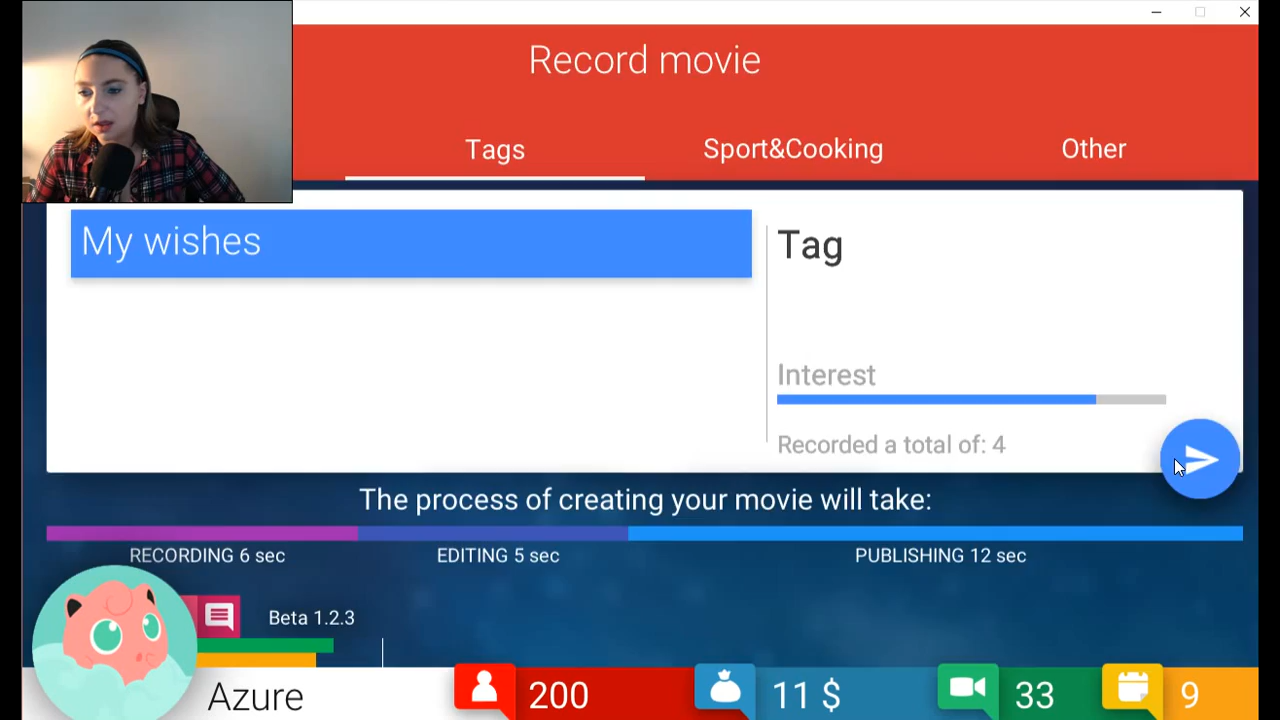 Record movie
Tags
Sport&Cooking
Other
My wishes
Tag
Interest
Recorded a total of: 4
The process of creating your movie will take:
RECORDING 6 sec
EDITING 5 sec
PUBLISHING 12 sec
Beta 1.2.3
Azure
200
11 $
33
9